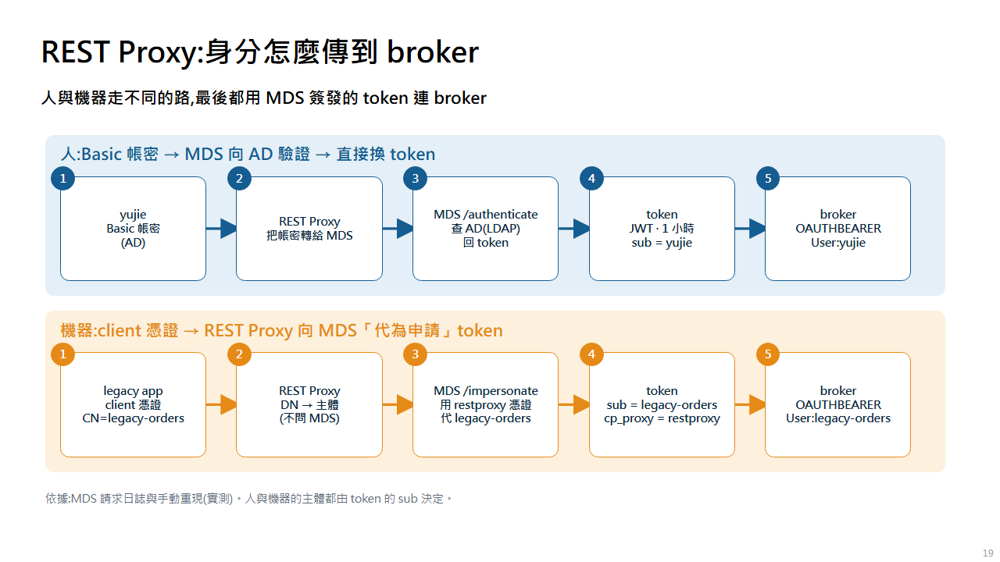 REST Proxy:身分怎麼傳到 broker
人與機器走不同的路,最後都用 MDS 簽發的 token 連 broker
人:Basic 帳密 → MDS 向 AD 驗證 → 直接換 token
1
yujie
Basic 帳密
(AD)
2
REST Proxy
把帳密轉給 MDS
3
MDS /authenticate
查 AD(LDAP)
回 token
4
token
JWT · 1 小時
sub = yujie
5
broker
OAUTHBEARER
User:yujie
機器:client 憑證 → REST Proxy 向 MDS「代為申請」token
1
legacy app
client 憑證
CN=legacy-orders
2
REST Proxy
DN → 主體
(不問 MDS)
3
MDS /impersonate
用 restproxy 憑證
代 legacy-orders
4
token
sub = legacy-orders
cp_proxy = restproxy
5
broker
OAUTHBEARER
User:legacy-orders
依據:MDS 請求日誌與手動重現(實測)。人與機器的主體都由 token 的 sub 決定。
19